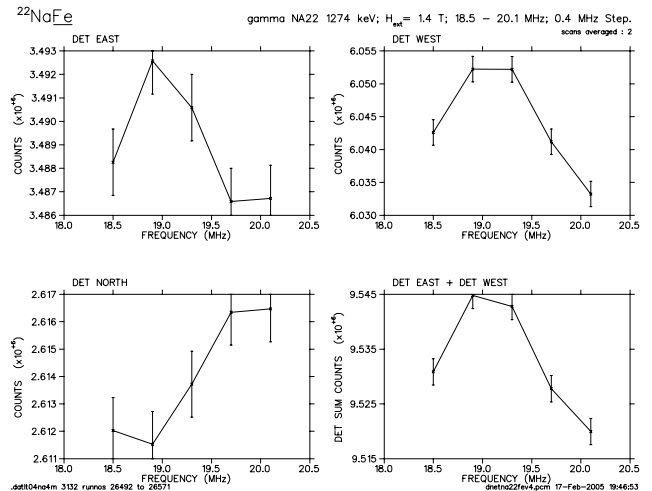 22NaFe gamma NA22 1274 keV; Hext= 1.4 T; 18.5 – 20.1 MHz; 0.4 MHz Step.
scans averaged : 2
DET EAST
3.493
3.492
3.491
3.490
3.489
3.488
3.487
3.486
COUNTS (x10+6)
18.0 18.5 19.0 19.5 20.0 20.5
FREQUENCY (MHz)
DET WEST
6.055
6.045
6.035
6.030
COUNTS (x10+6)
18.0 18.5 19.0 19.5 20.0 20.5
FREQUENCY (MHz)
DET NORTH
2.617
2.616
2.615
2.614
2.613
2.612
2.611
COUNTS (x10+6)
18.0 18.5 19.0 19.5 20.0 20.5
FREQUENCY (MHz)
DET EAST + DET WEST
9.545
9.535
9.525
9.515
DET SUM COUNTS (x10+6)
18.0 18.5 19.0 19.5 20.0 20.5
FREQUENCY (MHz)
.datlt04na4m 3132 runnos 26492 to 26571
dnetna22fev4.pcm 17-Feb-2005 19:46:53